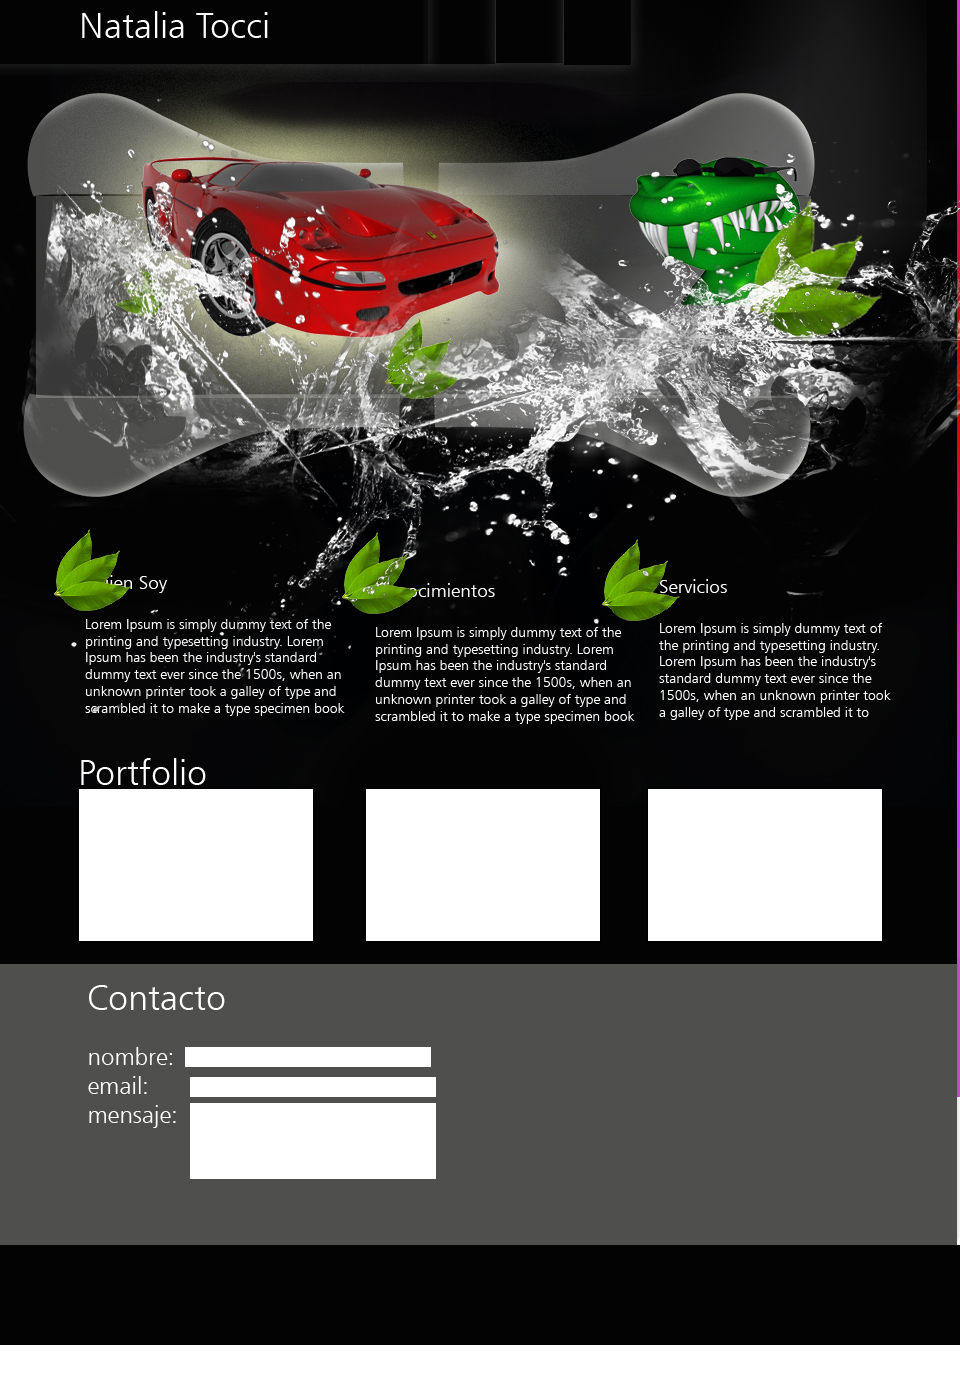 Natalia Tocci
Soy
Servicios
Lorem Ipsum is simply dummy text of the
printing and typesetting industry. Lorem
Ipsum has been the industry's standard
dummy text ever since the 1500s, when an
unknown printer took a galley of type and
scrambled it to make a type specimen book
Lorem Ipsum is simply dummy text of the
printing and typesetting industry. Lorem
Ipsum has been the industry's standard
dummy text ever since the 1500s, when an
unknown printer took a galley of type and
scrambled it to make a type specimen book
Lorem Ipsum is simply dummy text of
the printing and typesetting industry.
Lorem Ipsum has been the industry's
standard dummy text ever since the
1500s, when an unknown printer took
a galley of type and scrambled it to
Portfolio
Contacto
nombre:
email:
mensaje: